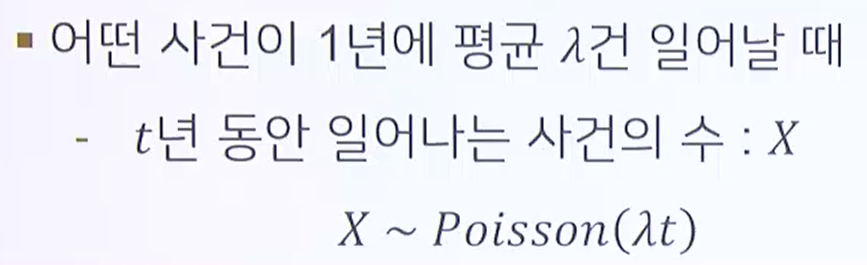 ▪ 어떤 사건이 1년에 평균 λ건 일어날 때
- t년 동안 일어나는 사건의 수 : X
X ~ Poisson(λt)